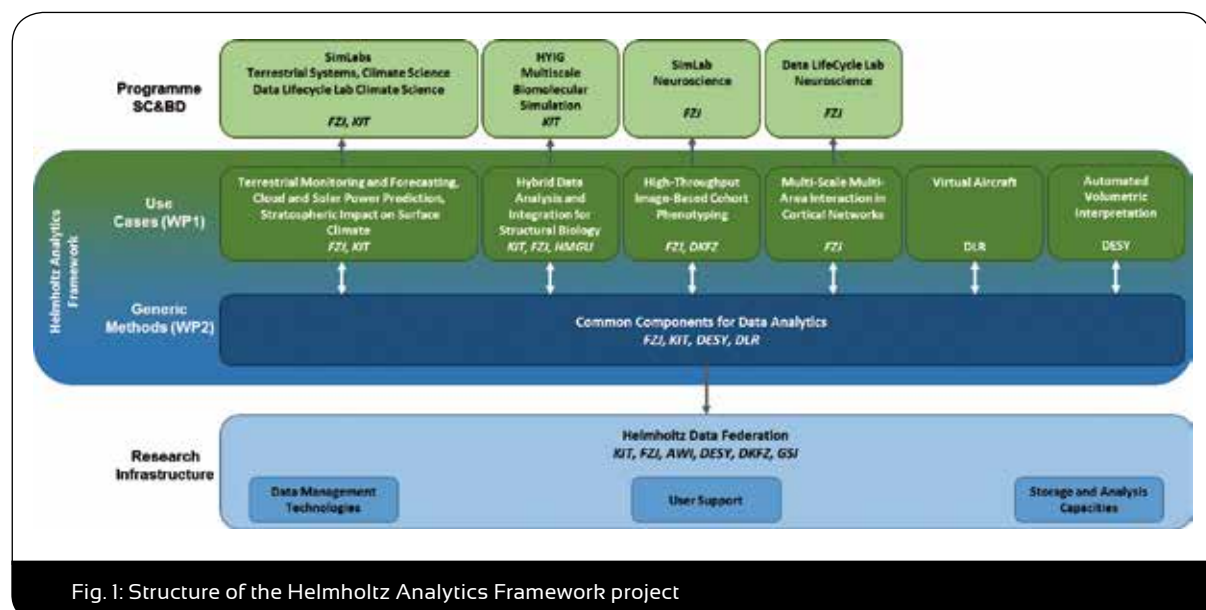 Programme
SC&BD
SimLabs
Terrestrial Systems, Climate Science
Data Lifecycle Lab Climate Science
FZJ, KIT
HYIG
Multiscale
Biomolecular
Simulation
KIT
SimLab
Neuroscience
FZJ
Data LifeCycle Lab
Neuroscience
FZJ
Helmholtz Analytics
Framework
Use
Cases (WP1)
Terrestrial Monitoring and Forecasting,
Cloud and Solar Power Prediction,
Stratospheric Impact on Surface
Climate
FZJ, KIT
Hybrid Data
Analysis and
Integration for
Structural Biology
KIT, FZJ, HMGU
High-Throughput
Image-Based Cohort
Phenotyping
FZJ, DKFZ
Multi-Scale Multi-
Area Interaction in
Cortical Networks
FZJ
Virtual Aircraft
DLR
Automated
Volumetric
Interpretation
DESY
Generic
Methods (WP2)
Common Components for Data Analytics
FZJ, KIT, DESY, DLR
Research
Infrastructure
Helmholtz Data Federation
KIT, FZJ, AWI, DESY, DKFZ, GSI
Data Management
Technologies
User Support
Storage and Analysis
Capacities
Fig. 1: Structure of the Helmholtz Analytics Framework project